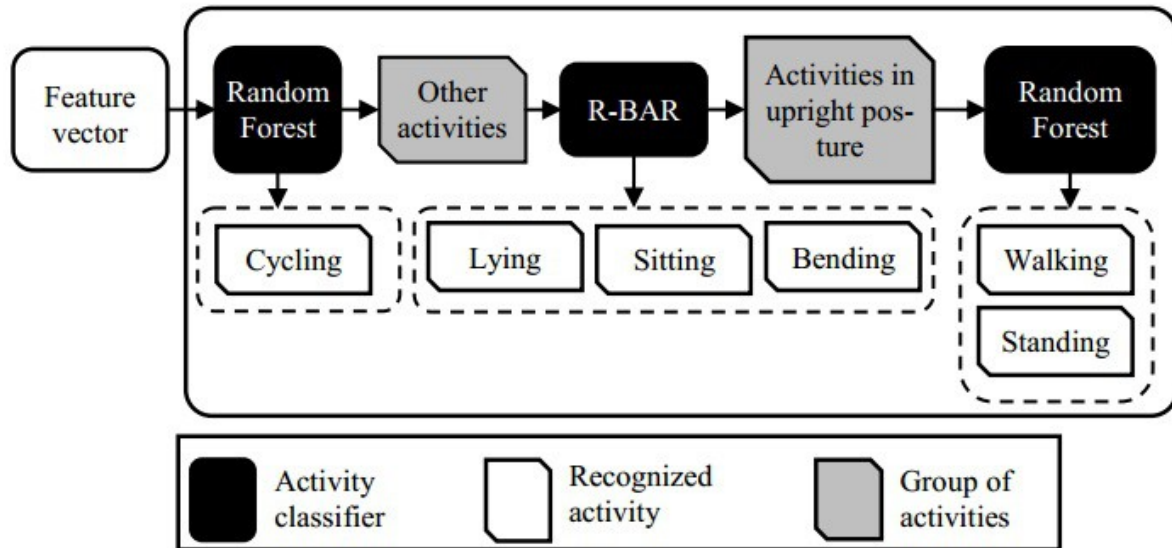 Feature
vector
Random
Forest
Other
activities
R-BAR
Activities in
upright pos-
ture
Random
Forest
Cycling
Lying
Sitting
Bending
Walking
Standing
Activity
classifier
Recognized
activity
Group of
activities